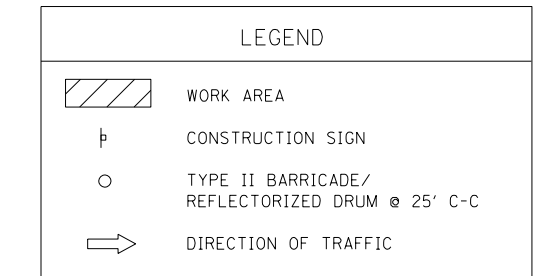 LEGEND
WORK AREA
CONSTRUCTION SIGN
TYPE II BARRICADE/
REFLECTORIZED DRUM @ 25' C-C
DIRECTION OF TRAFFIC